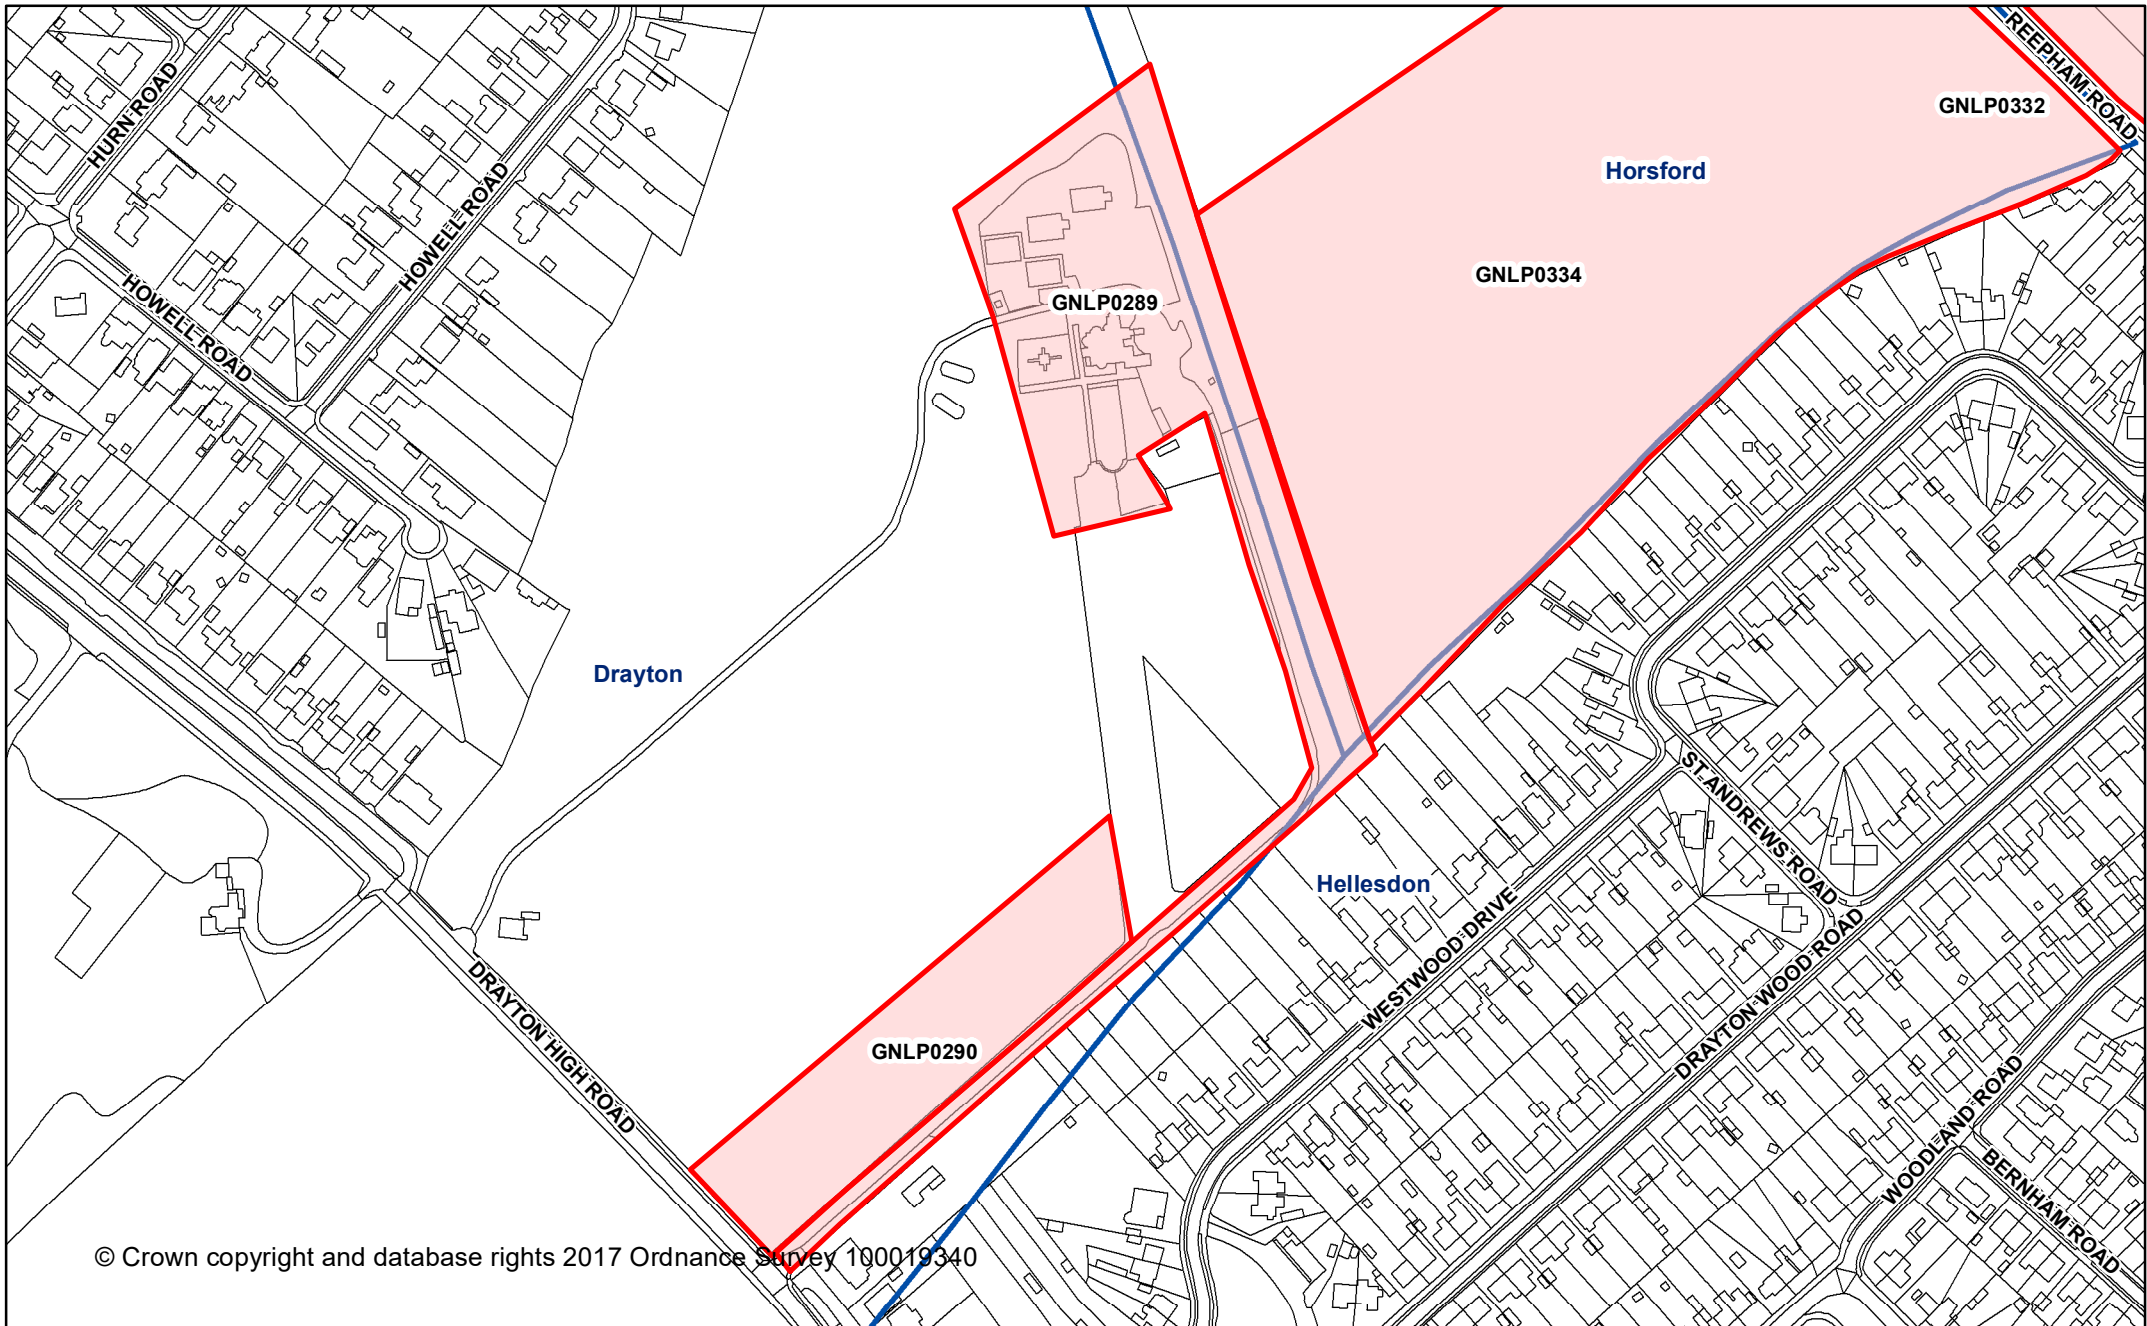 REEPHAM ROAD
HURN ROAD
GNLP0332
Horsford
HOWELL ROAD
GNLP0334
HOWELL ROAD
GNLP0289
Drayton
ST ANDREWS ROAD
Hellesdon
WESTWOOD DRIVE
DRAYTON WOOD ROAD
DRAYTON HIGH ROAD
GNLP0290
WOODLAND ROAD
BERNHAM ROAD
© Crown copyright and database rights 2017 Ordnance Survey 100019340